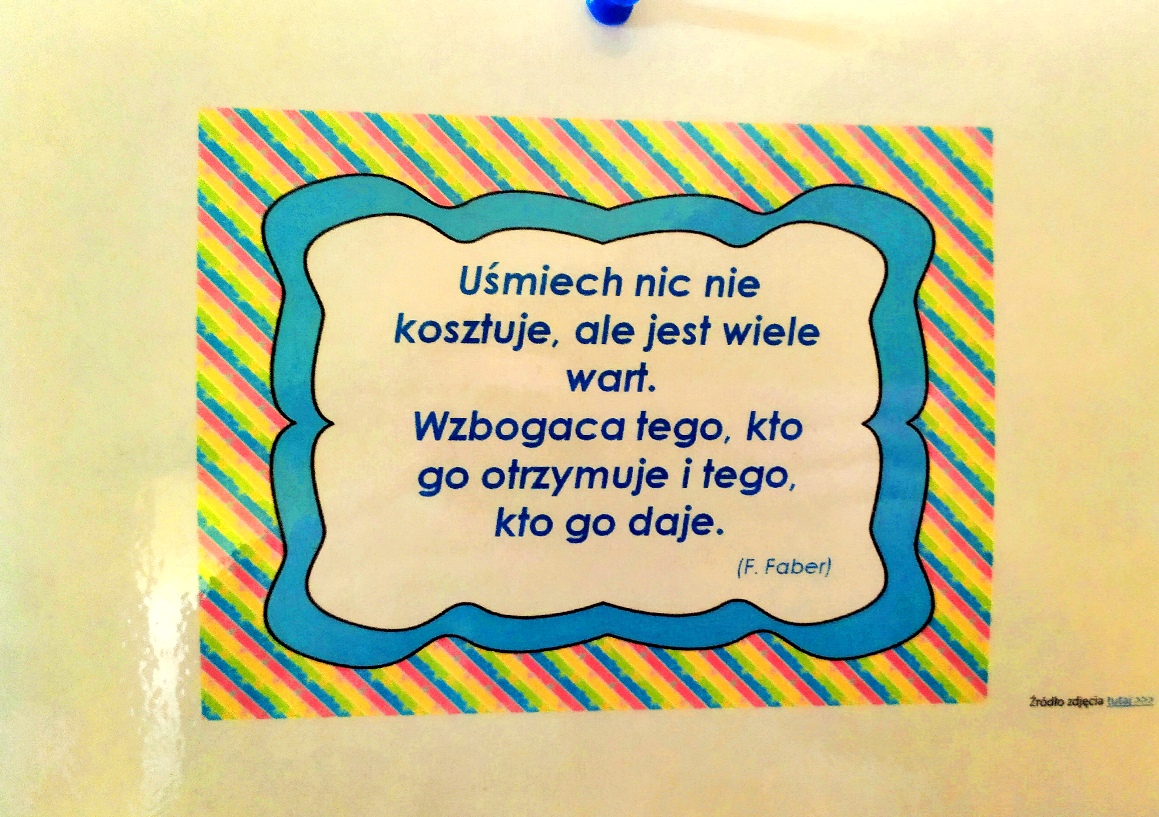 Uśmiech nic nie
kosztuje, ale jest wiele
wart.
Wzbogaca tego, kto
go otrzymuje i tego,
kto go daje.
(F. Faber)
Źródło zdjęcia tutaj >>>